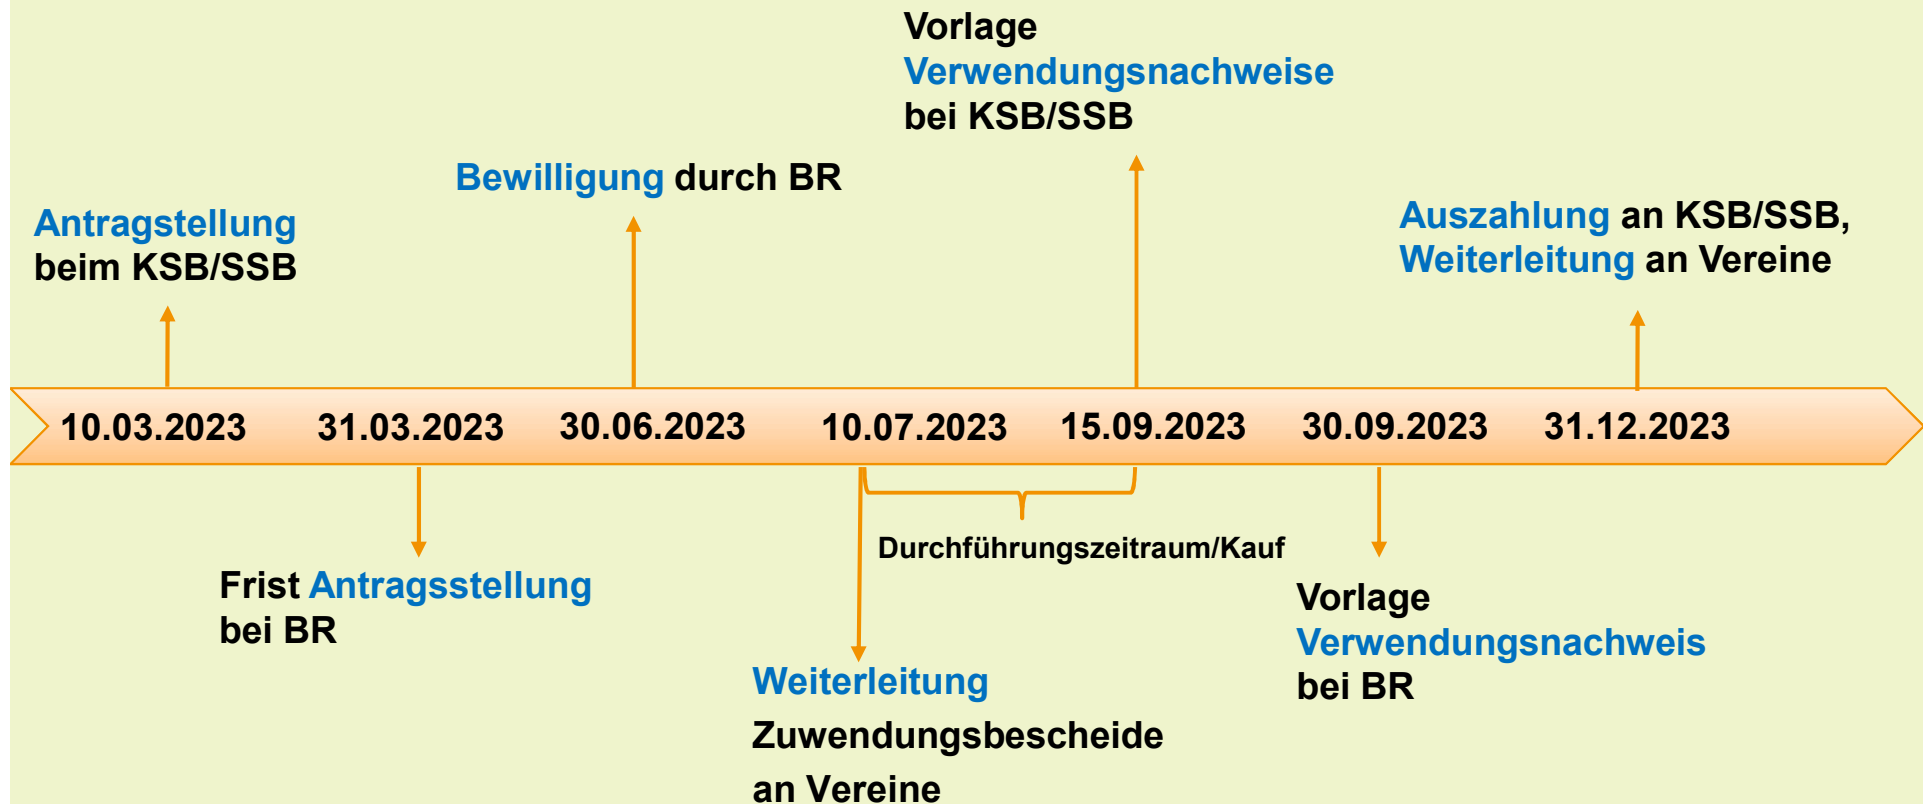 Vorlage
Verwendungsnachweise
bei KSB/SSB
Bewilligung durch BR
Antragstellung
beim KSB/SSB
Auszahlung an KSB/SSB,
Weiterleitung an Vereine
10.03.2023 31.03.2023 30.06.2023 10.07.2023 15.09.2023 30.09.2023 31.12.2023
Durchführungszeitraum/Kauf
Frist Antragsstellung
bei BR
Vorlage
Verwendungsnachweis
bei BR
Weiterleitung
Zuwendungsbescheide
an Vereine